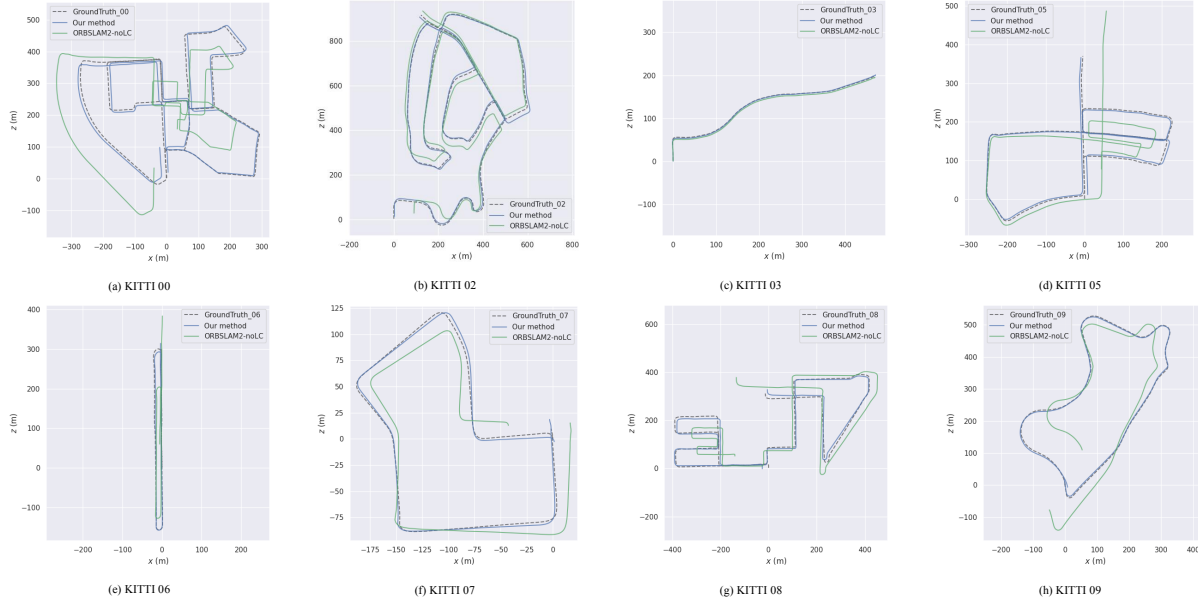 GroundTruth_00
Our method
ORBSLAM2-noLC
500
400
300
200
100
0
−100
z (m)
−300 −200 −100 0 100 200 300
x (m)
(a) KITTI 00
GroundTruth_02
Our method
ORBSLAM2-noLC
800
600
400
200
0
z (m)
−200 0 200 400 600 800
x (m)
(b) KITTI 02
GroundTruth_03
Our method
ORBSLAM2-noLC
300
200
100
0
−100
z (m)
0 100 200 300 400
x (m)
(c) KITTI 03
GroundTruth_05
Our method
ORBSLAM2-noLC
500
400
300
200
100
0
z (m)
−300 −200 −100 0 100 200
x (m)
(d) KITTI 05
GroundTruth_06
Our method
ORBSLAM2-noLC
400
300
200
100
0
−100
z (m)
−200 −100 0 100 200
x (m)
(e) KITTI 06
GroundTruth_07
Our method
ORBSLAM2-noLC
125
100
75
50
25
0
−25
−50
−75
z (m)
−175 −150 −125 −100 −75 −50 −25 0
x (m)
(f) KITTI 07
GroundTruth_08
Our method
ORBSLAM2-noLC
600
400
200
0
−200
z (m)
−400 −200 0 200 400
x (m)
(g) KITTI 08
GroundTruth_09
Our method
ORBSLAM2-noLC
500
400
300
200
100
0
−100
z (m)
−200 −100 0 100 200 300 400
x (m)
(h) KITTI 09